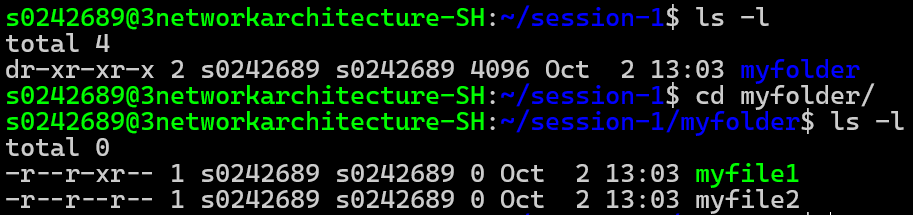 s0242689@3networkarchitecture-SH:~/session-1$ ls -l
total 4
dr-xr-xr-x 2 s0242689 s0242689 4096 Oct  2 13:03 myfolder
s0242689@3networkarchitecture-SH:~/session-1$ cd myfolder/
s0242689@3networkarchitecture-SH:~/session-1/myfolder$ ls -l
total 0
-r--r-xr-- 1 s0242689 s0242689 0 Oct  2 13:03 myfile1
-r--r--r-- 1 s0242689 s0242689 0 Oct  2 13:03 myfile2